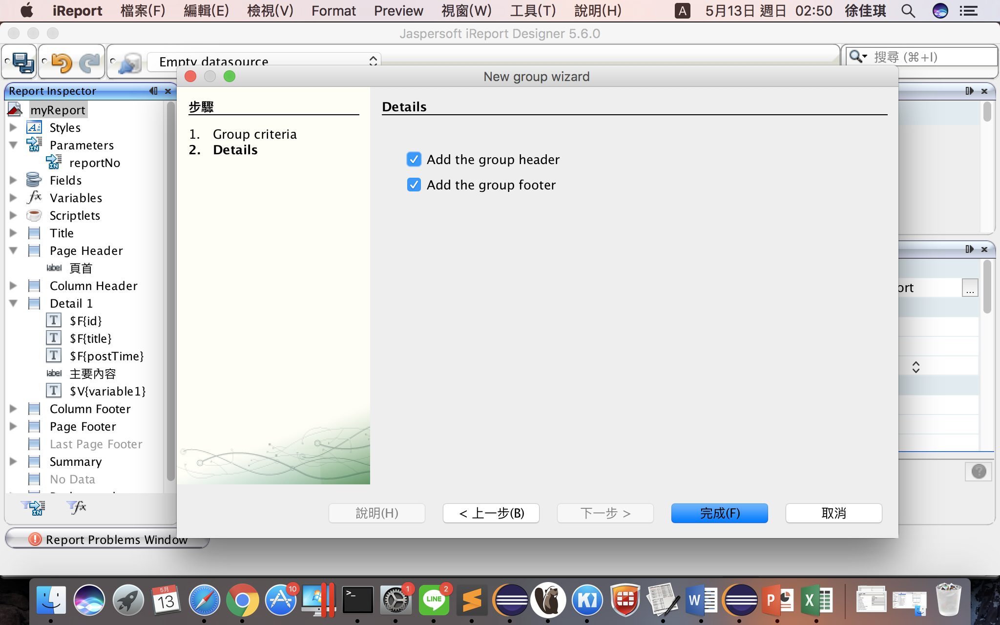 iReport 檔案(F) 編輯(E) 檢視(V) Format Preview 視窗(W) 工具(T) 說明(H) A 5月13日 週日 02:50 徐佳琪
Jaspersoft iReport Designer 5.6.0
Empty datasource
搜尋 (⌘+I)
New group wizard
Report Inspector
myReport
Styles
Parameters
reportNo
Fields
Variables
Scriptlets
Title
Page Header
label 頁首
Column Header
Detail 1
T $F{id}
T $F{title}
T $F{postTime}
label 主要內容
T $V{variable1}
Column Footer
Page Footer
Last Page Footer
Summary
No Data
步驟
1. Group criteria
2. Details
Details
Add the group header
Add the group footer
ort
...
說明(H)
< 上一步(B)
下一步 >
完成(F)
取消
Report Problems Window
5月
13
10
1
LINE
2